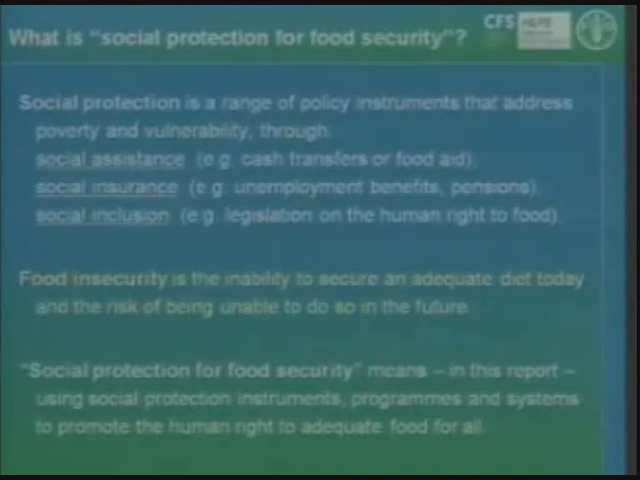 What is "social protection for food security"?
CFS
HLPE
Social protection is a range of policy instruments that address
poverty and vulnerability, through:
social assistance (e.g. cash transfers or food aid),
social insurance (e.g. unemployment benefits, pensions),
social inclusion (e.g. legislation on the human right to food).
Food insecurity is the inability to secure an adequate diet today
and the risk of being unable to do so in the future.
"Social protection for food security" means – in this report –
using social protection instruments, programmes and systems
to promote the human right to adequate food for all.